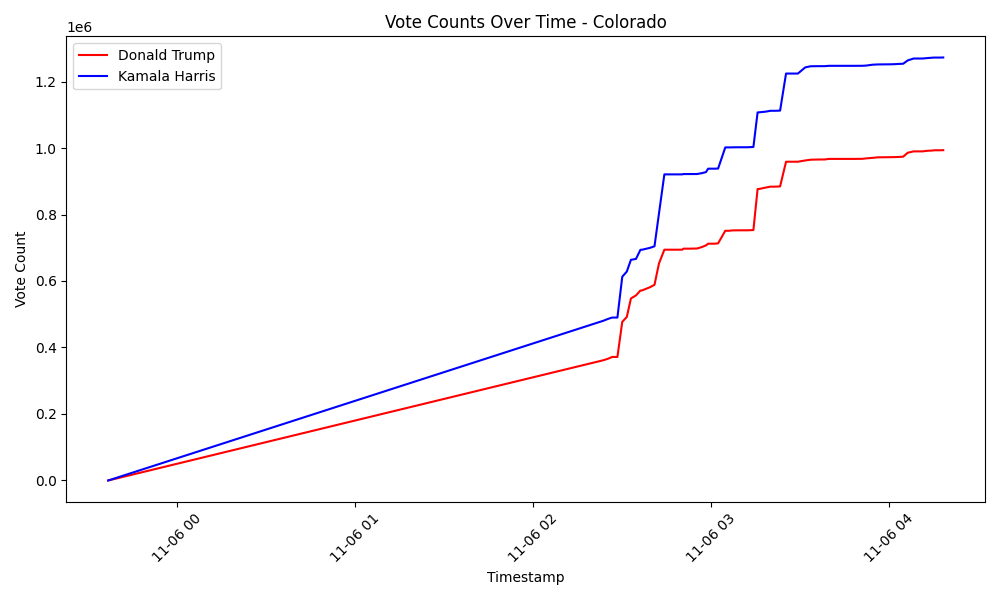 Vote Counts Over Time - Colorado
1e6
Donald Trump
Kamala Harris
1.2
1.0
0.8
0.6
0.4
0.2
0.0
Vote Count
11-06 00
11-06 01
11-06 02
11-06 03
11-06 04
Timestamp